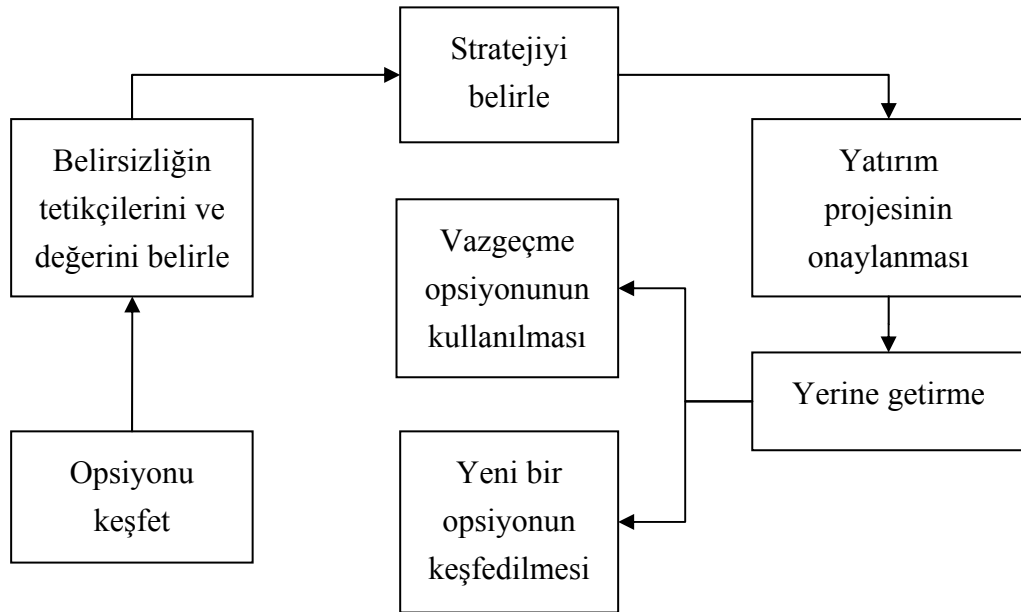 Stratejiyi
belirle
Belirsizliğin
tetikçilerini ve
değerini belirle
Yatırım
projesinin
onaylanması
Vazgeçme
opsiyonunun
kullanılması
Yerine getirme
Opsiyonu
keşfet
Yeni bir
opsiyonun
keşfedilmesi